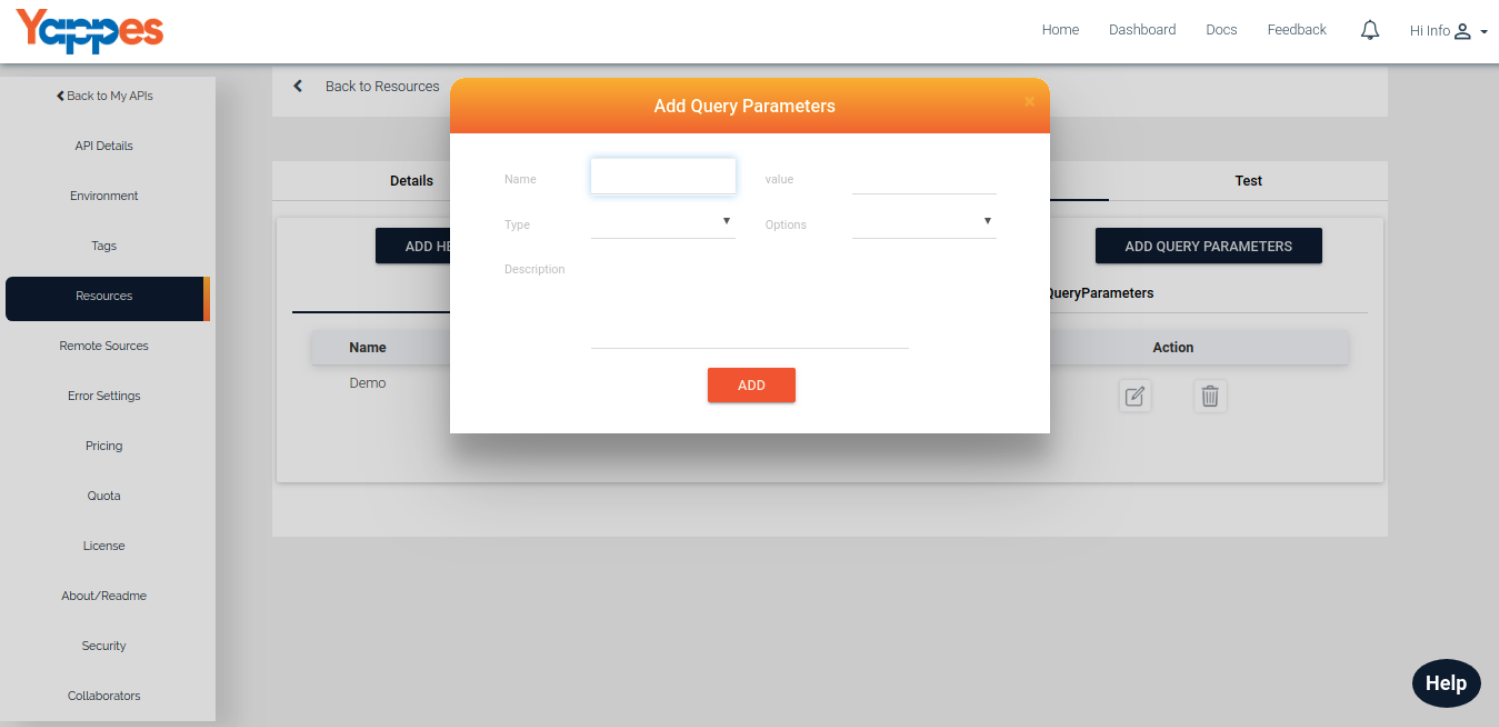 Yappes
Home Dashboard Docs Feedback Hi Info
Back to My APIs
API Details
Environment
Tags
Resources
Remote Sources
Error Settings
Pricing
Quota
License
About/Readme
Security
Collaborators
Back to Resources
Details Test
ADD HE ADD QUERY PARAMETERS
QueryParameters
Name Action
Demo
Add Query Parameters ×
Name value
Type Options
Description
ADD
Help